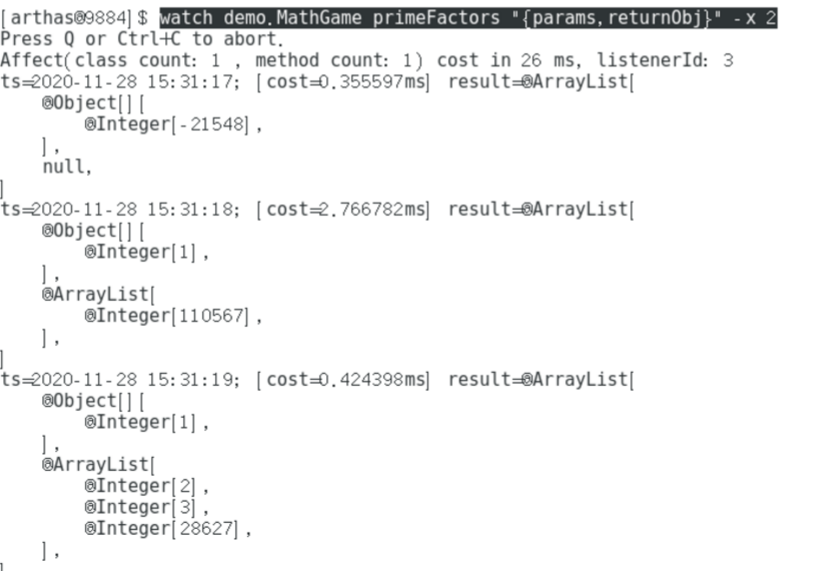 [arthas@9884]$ watch demo.MathGame primeFactors "{params,returnObj}" -x 2
Press Q or Ctrl+C to abort.
Affect(class count: 1 , method count: 1) cost in 26 ms, listenerId: 3
ts=2020-11-28 15:31:17; [cost=0.355597ms] result=@ArrayList[
    @Object[][
        @Integer[-21548],
    ],
    null,
]
ts=2020-11-28 15:31:18; [cost=2.766782ms] result=@ArrayList[
    @Object[][
        @Integer[1],
    ],
    @ArrayList[
        @Integer[110567],
    ],
]
ts=2020-11-28 15:31:19; [cost=0.424398ms] result=@ArrayList[
    @Object[][
        @Integer[1],
    ],
    @ArrayList[
        @Integer[2],
        @Integer[3],
        @Integer[28627],
    ],
]